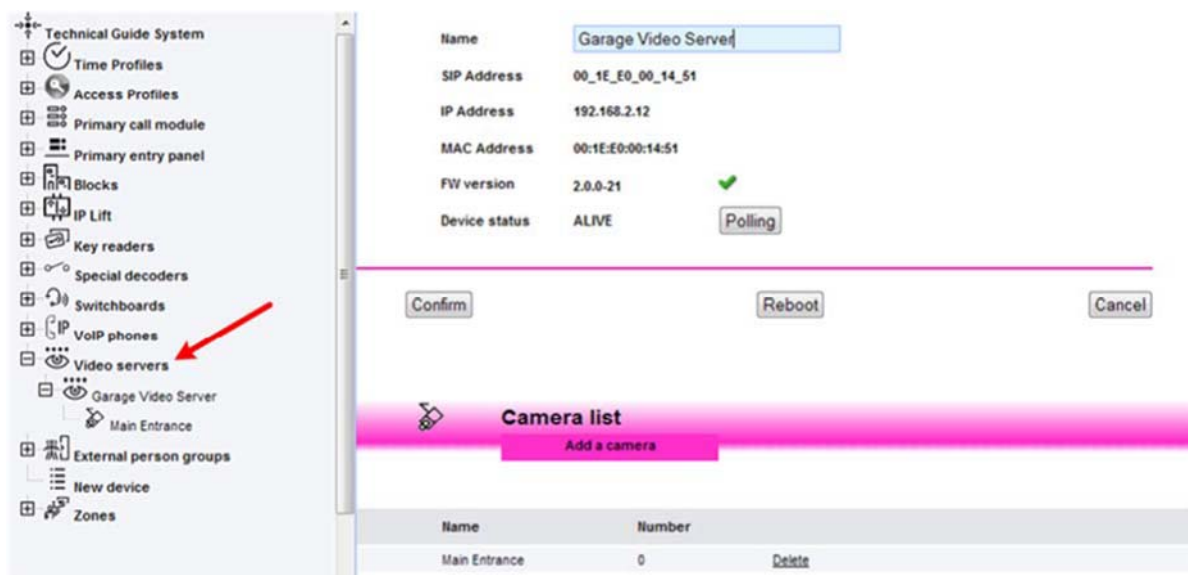 Technical Guide System
Time Profiles
Access Profiles
Primary call module
Primary entry panel
Blocks
IP Lift
Key readers
Special decoders
Switchboards
IP VoIP phones
Video servers
Garage Video Server
Main Entrance
External person groups
New device
Zones
Name Garage Video Server
SIP Address 00_1E_E0_00_14_51
IP Address 192.168.2.12
MAC Address 00:1E:E0:00:14:51
FW version 2.0.0-21
Device status ALIVE Polling
Confirm Reboot Cancel
Camera list
Add a camera
Name Number
Main Entrance 0 Delete